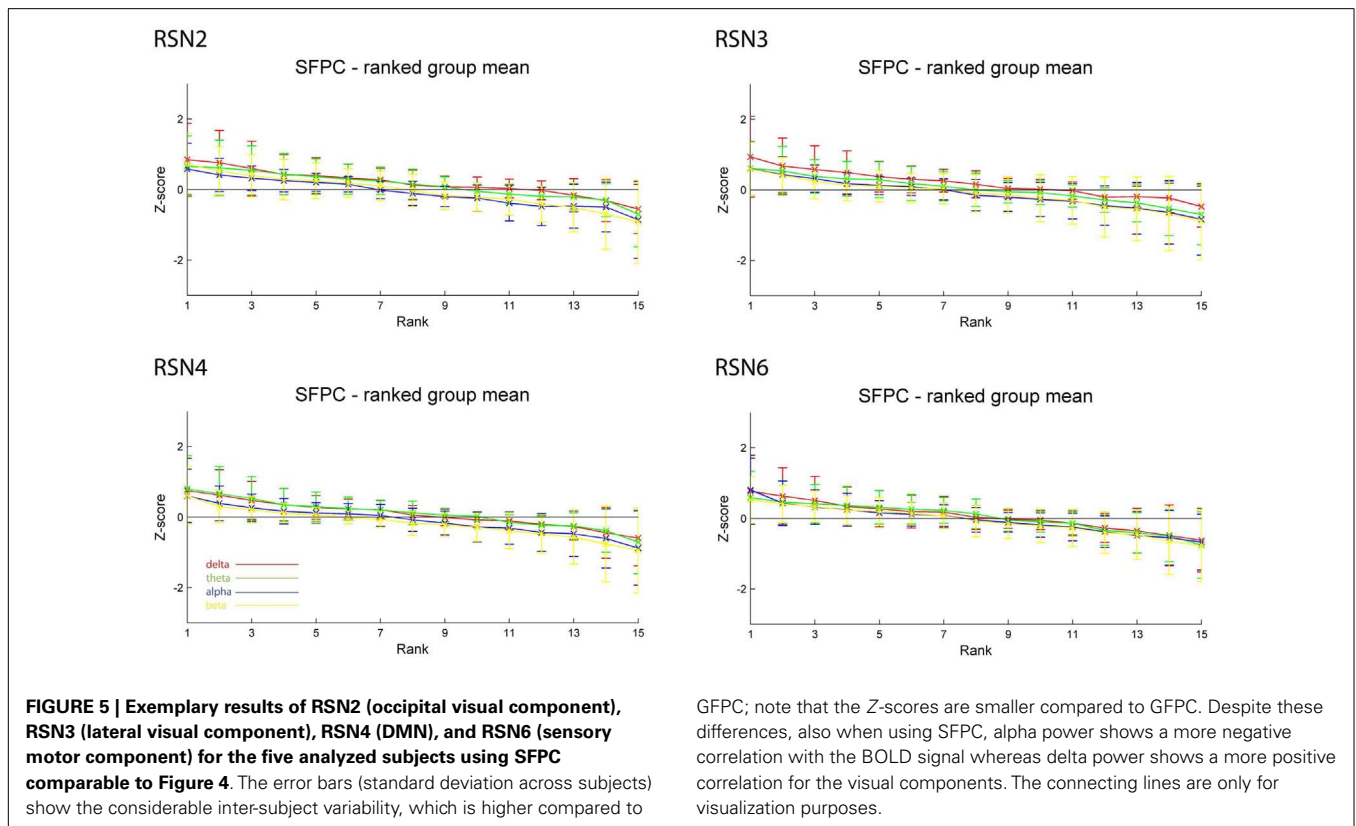 RSN2
SFPC - ranked group mean
2
0
-2
Z-score
1 3 5 7 9 11 13 15
Rank
RSN3
SFPC - ranked group mean
2
0
-2
Z-score
1 3 5 7 9 11 13 15
Rank
RSN4
SFPC - ranked group mean
2
0
-2
Z-score
delta
theta
alpha
beta
1 3 5 7 9 11 13 15
Rank
RSN6
SFPC - ranked group mean
2
0
-2
Z-score
1 3 5 7 9 11 13 15
Rank
FIGURE 5 | Exemplary results of RSN2 (occipital visual component),
RSN3 (lateral visual component), RSN4 (DMN), and RSN6 (sensory
motor component) for the five analyzed subjects using SFPC
comparable to Figure 4. The error bars (standard deviation across subjects)
show the considerable inter-subject variability, which is higher compared to
GFPC; note that the Z-scores are smaller compared to GFPC. Despite these
differences, also when using SFPC, alpha power shows a more negative
correlation with the BOLD signal whereas delta power shows a more positive
correlation for the visual components. The connecting lines are only for
visualization purposes.